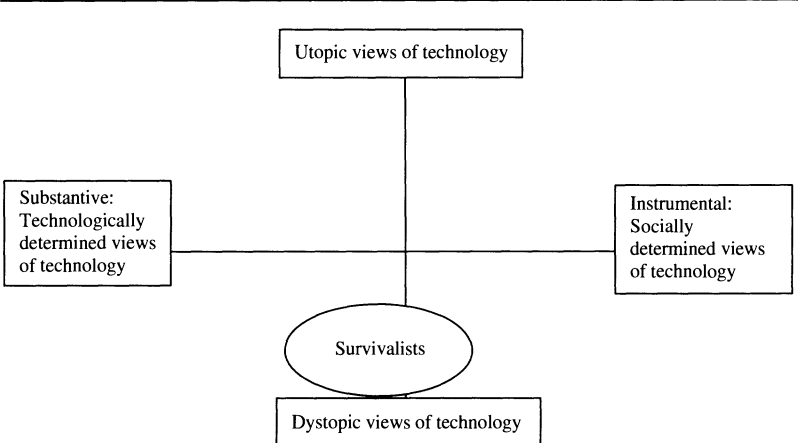 Utopic views of technology
Substantive:
Technologically
determined views
of technology
Instrumental:
Socially
determined views
of technology
Survivalists
Dystopic views of technology